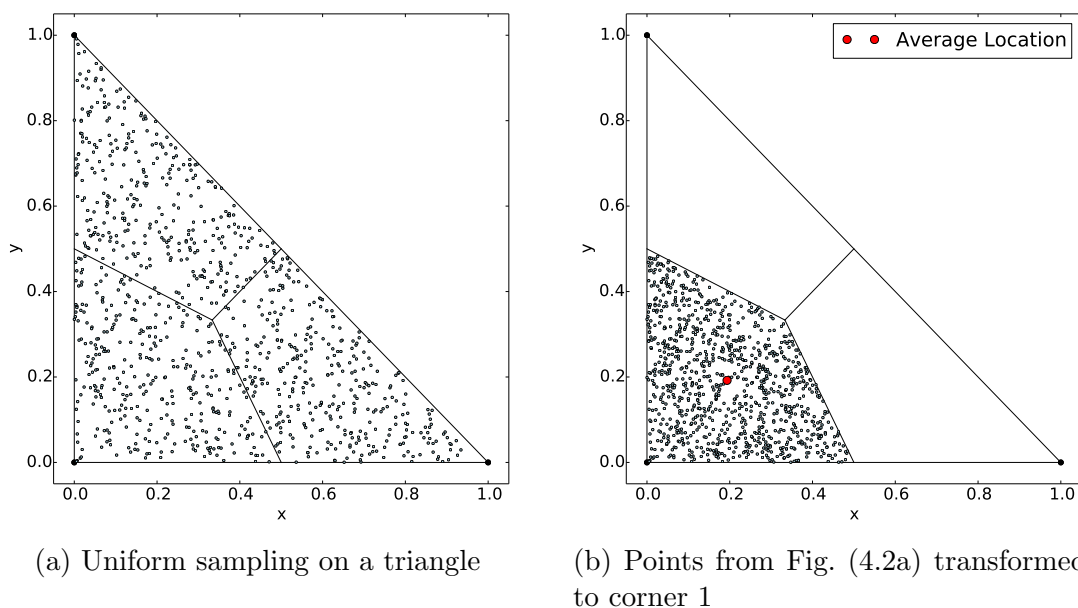 1.0
0.8
0.6
0.4
0.2
0.0
y
0.0 0.2 0.4 0.6 0.8 1.0
x
(a) Uniform sampling on a triangle
Average Location
1.0
0.8
0.6
0.4
0.2
0.0
y
0.0 0.2 0.4 0.6 0.8 1.0
x
(b) Points from Fig. (4.2a) transformed
to corner 1